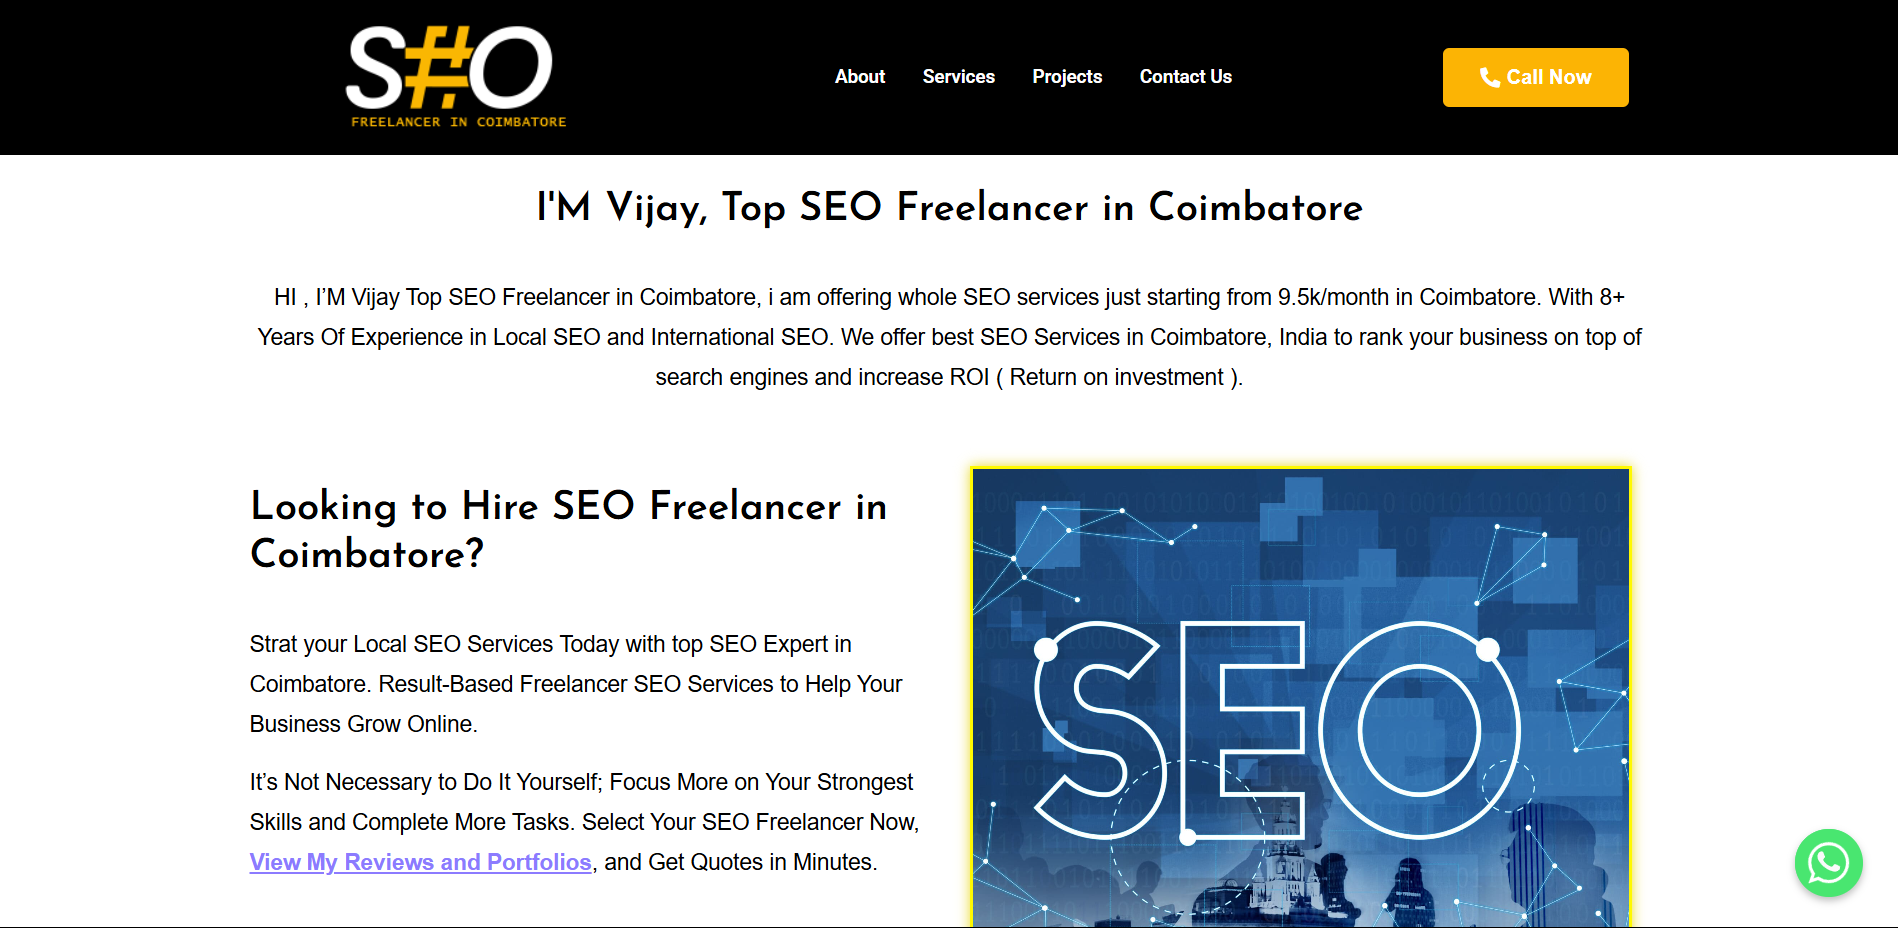 S#O
FREELANCER IN COIMBATORE
About
Services
Projects
Contact Us
Call Now
I'M Vijay, Top SEO Freelancer in Coimbatore
HI , I’M Vijay Top SEO Freelancer in Coimbatore, i am offering whole SEO services just starting from 9.5k/month in Coimbatore. With 8+
Years Of Experience in Local SEO and International SEO. We offer best SEO Services in Coimbatore, India to rank your business on top of
search engines and increase ROI ( Return on investment ).
Looking to Hire SEO Freelancer in
Coimbatore?
Strat your Local SEO Services Today with top SEO Expert in
Coimbatore. Result-Based Freelancer SEO Services to Help Your
Business Grow Online.
It’s Not Necessary to Do It Yourself; Focus More on Your Strongest
Skills and Complete More Tasks. Select Your SEO Freelancer Now,
View My Reviews and Portfolios, and Get Quotes in Minutes.
SEO